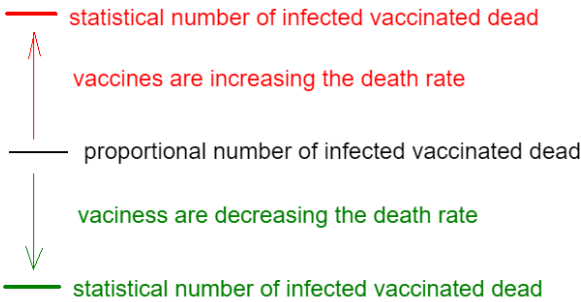 statistical number of infected vaccinated dead
vaccines are increasing the death rate
proportional number of infected vaccinated dead
vaciness are decreasing the death rate
statistical number of infected vaccinated dead